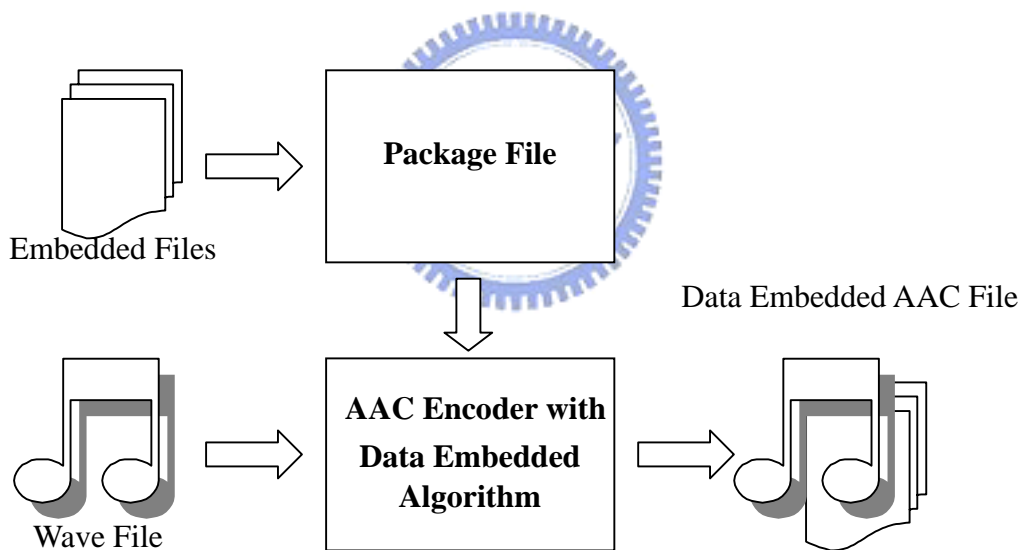 Package File
Embedded Files
Data Embedded AAC File
AAC Encoder with
Data Embedded
Algorithm
Wave File